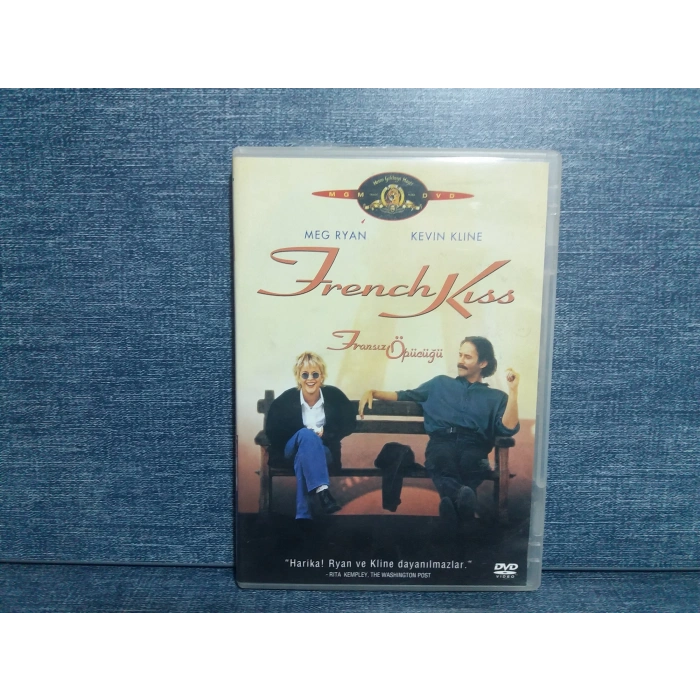 MGM DVD
MEG RYAN KEVIN KLINE
French Kiss
Fransız Öpücüğü
"Harika! Ryan ve Kline dayanılmazlar."
- RITA KEMPLEY, THE WASHINGTON POST
DVD
VIDEO